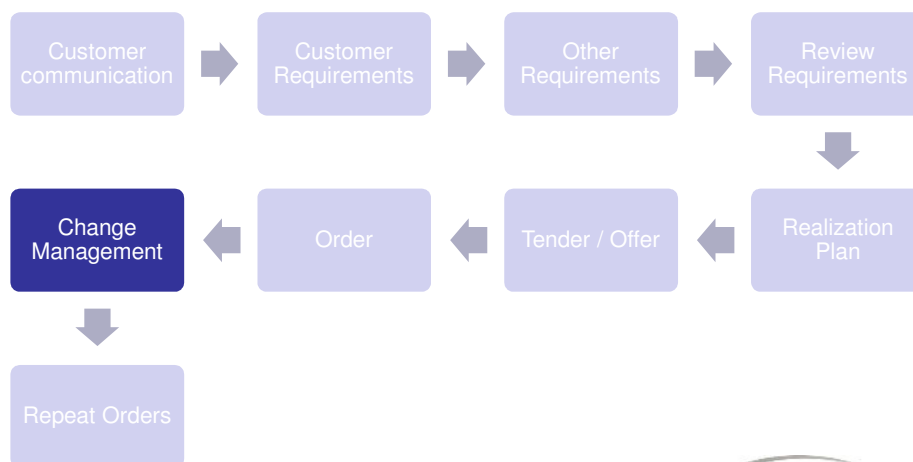 Customer
communication
Customer
Requirements
Other
Requirements
Review
Requirements
Change
Management
Order
Tender / Offer
Realization
Plan
Repeat Orders